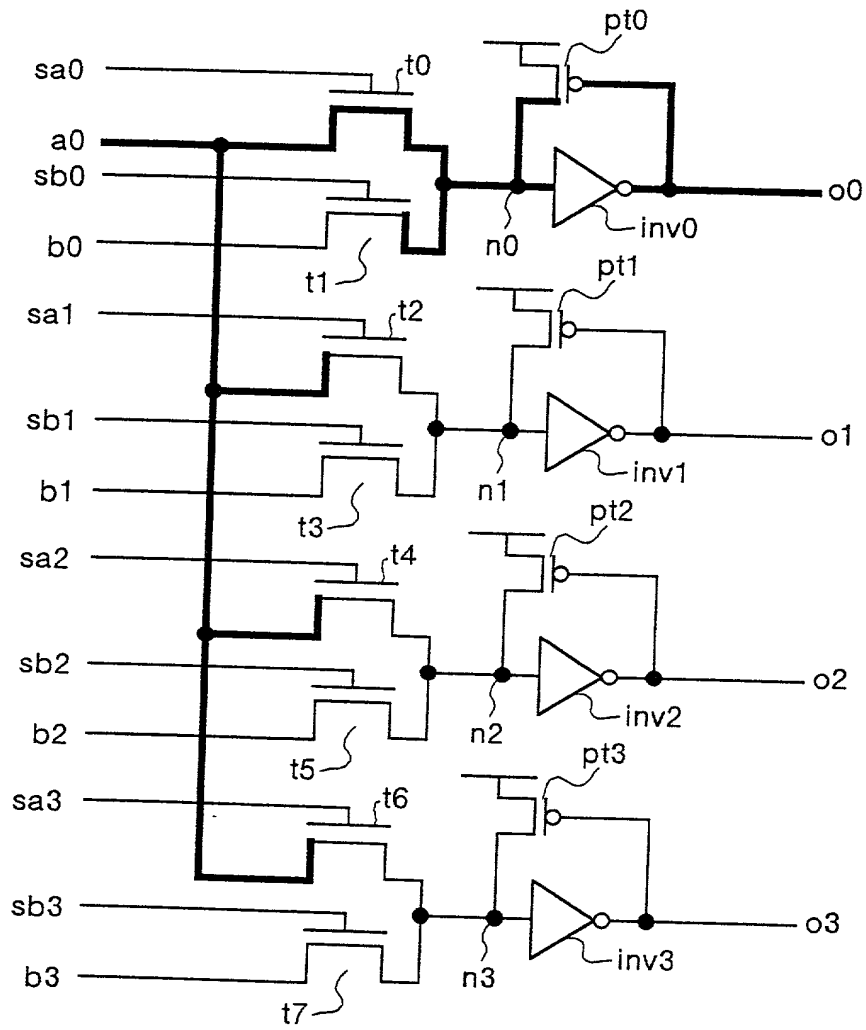 pt0
sa0
t0
a0
sb0
o0
n0
inv0
b0
t1
pt1
sa1
t2
sb1
o1
n1
inv1
b1
t3
pt2
sa2
t4
sb2
o2
n2
inv2
b2
t5
pt3
sa3
t6
sb3
o3
n3
inv3
b3
t7